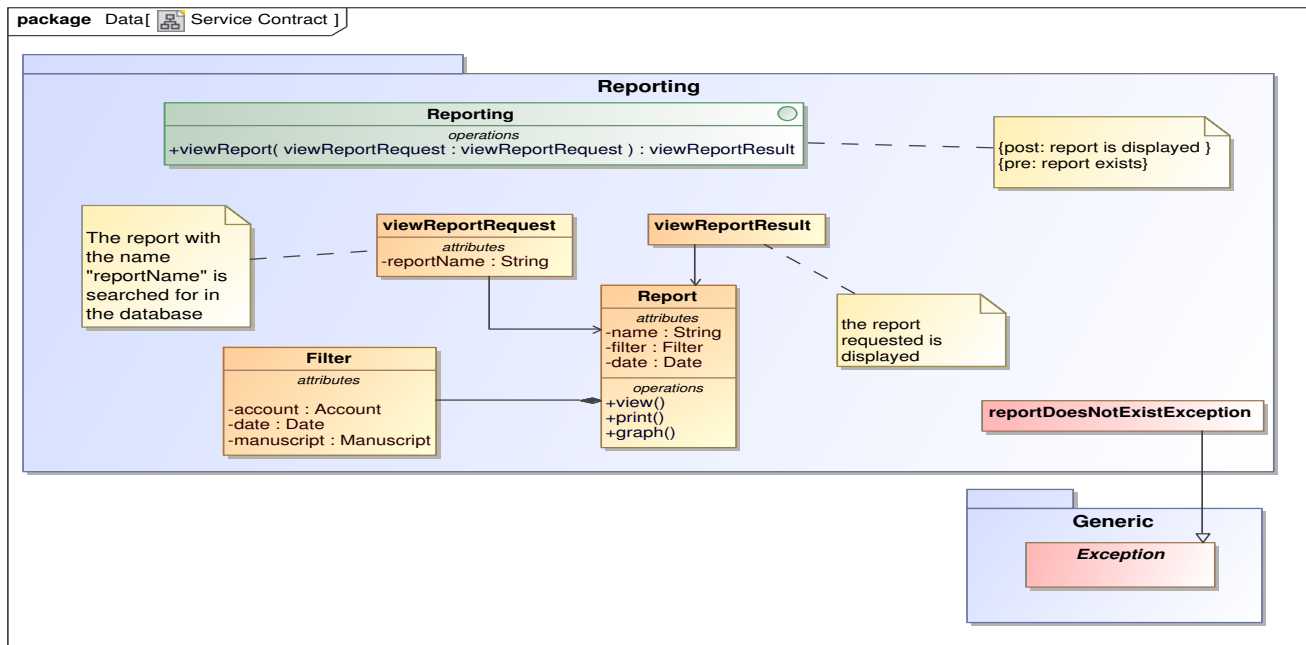 package Data[ Service Contract ]
Reporting
Reporting
operations
+viewReport( viewReportRequest : viewReportRequest ) : viewReportResult
{post: report is displayed }
{pre: report exists}
The report with
the name
"reportName" is
searched for in
the database
viewReportRequest
attributes
-reportName : String
viewReportResult
Report
attributes
-name : String
-filter : Filter
-date : Date
operations
+view()
+print()
+graph()
the report
requested is
displayed
Filter
attributes
-account : Account
-date : Date
-manuscript : Manuscript
reportDoesNotExistException
Generic
Exception